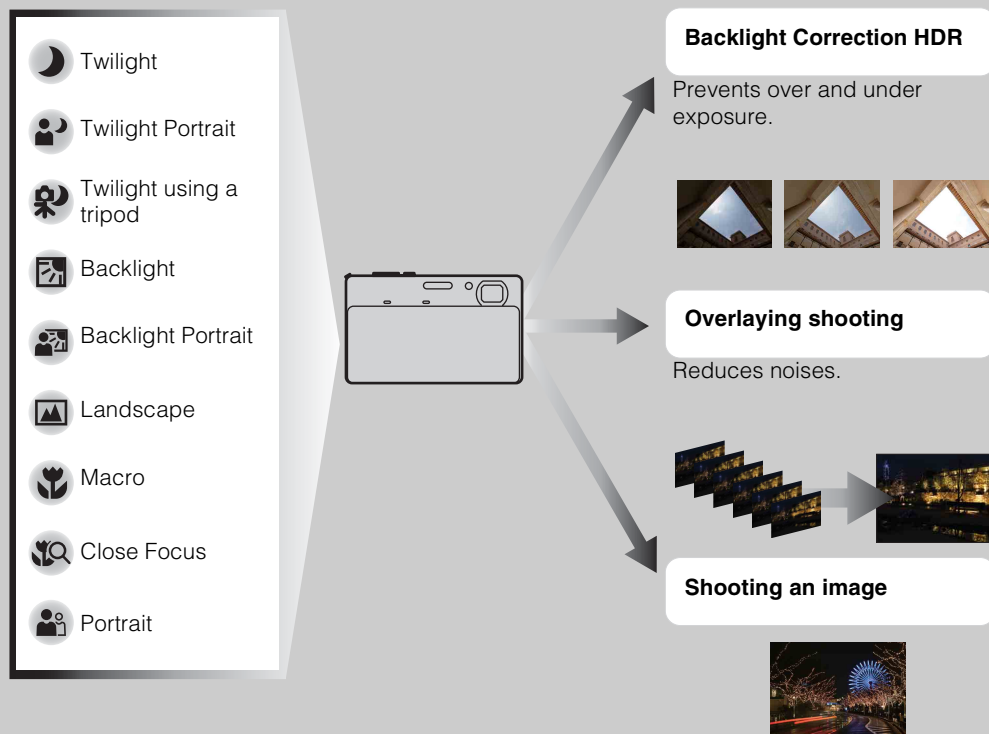 Twilight
Twilight Portrait
Twilight using a
tripod
Backlight
Backlight Portrait
Landscape
Macro
Close Focus
Portrait
Backlight Correction HDR
Prevents over and under
exposure.
Overlaying shooting
Reduces noises.
Shooting an image